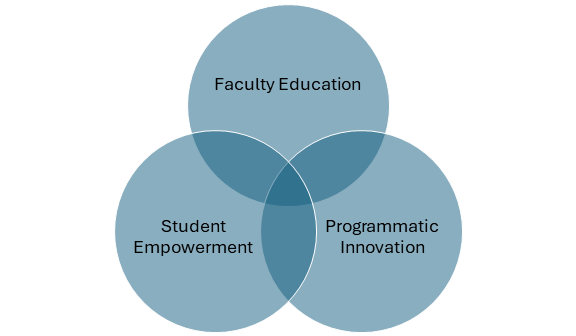 Faculty Education
Student
Empowerment
Programmatic
Innovation